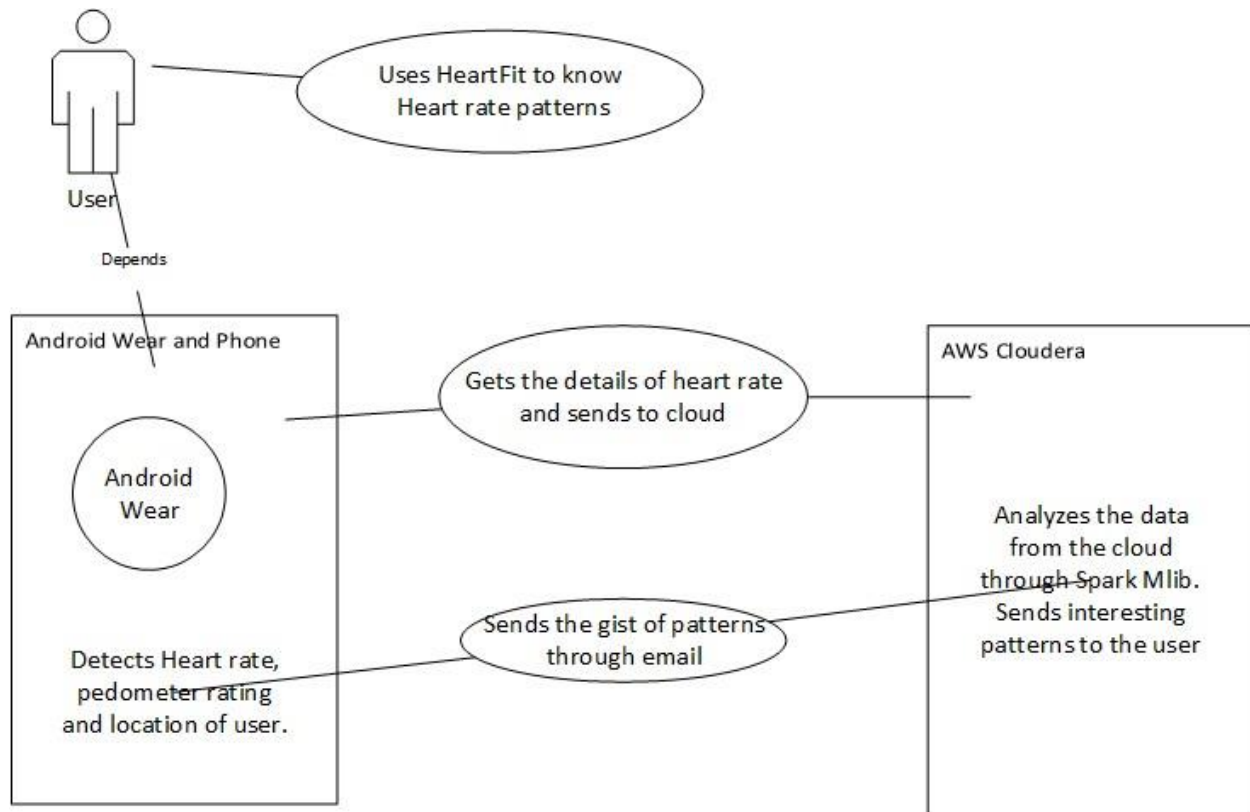 Uses HeartFit to know
Heart rate patterns
User
Depends
Android Wear and Phone
Android
Wear
Detects Heart rate,
pedometer rating
and location of user.
Gets the details of heart rate
and sends to cloud
Sends the gist of patterns
through email
AWS Cloudera
Analyzes the data
from the cloud
through Spark Mlib.
Sends interesting
patterns to the user